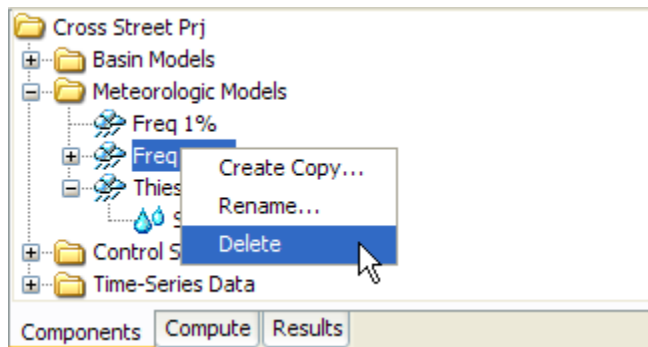 Cross Street Prj
Basin Models
Meteorologic Models
Freq 1%
Freq
Create Copy...
Thies
Rename...
S
Delete
Control S
Time-Series Data
Components Compute Results